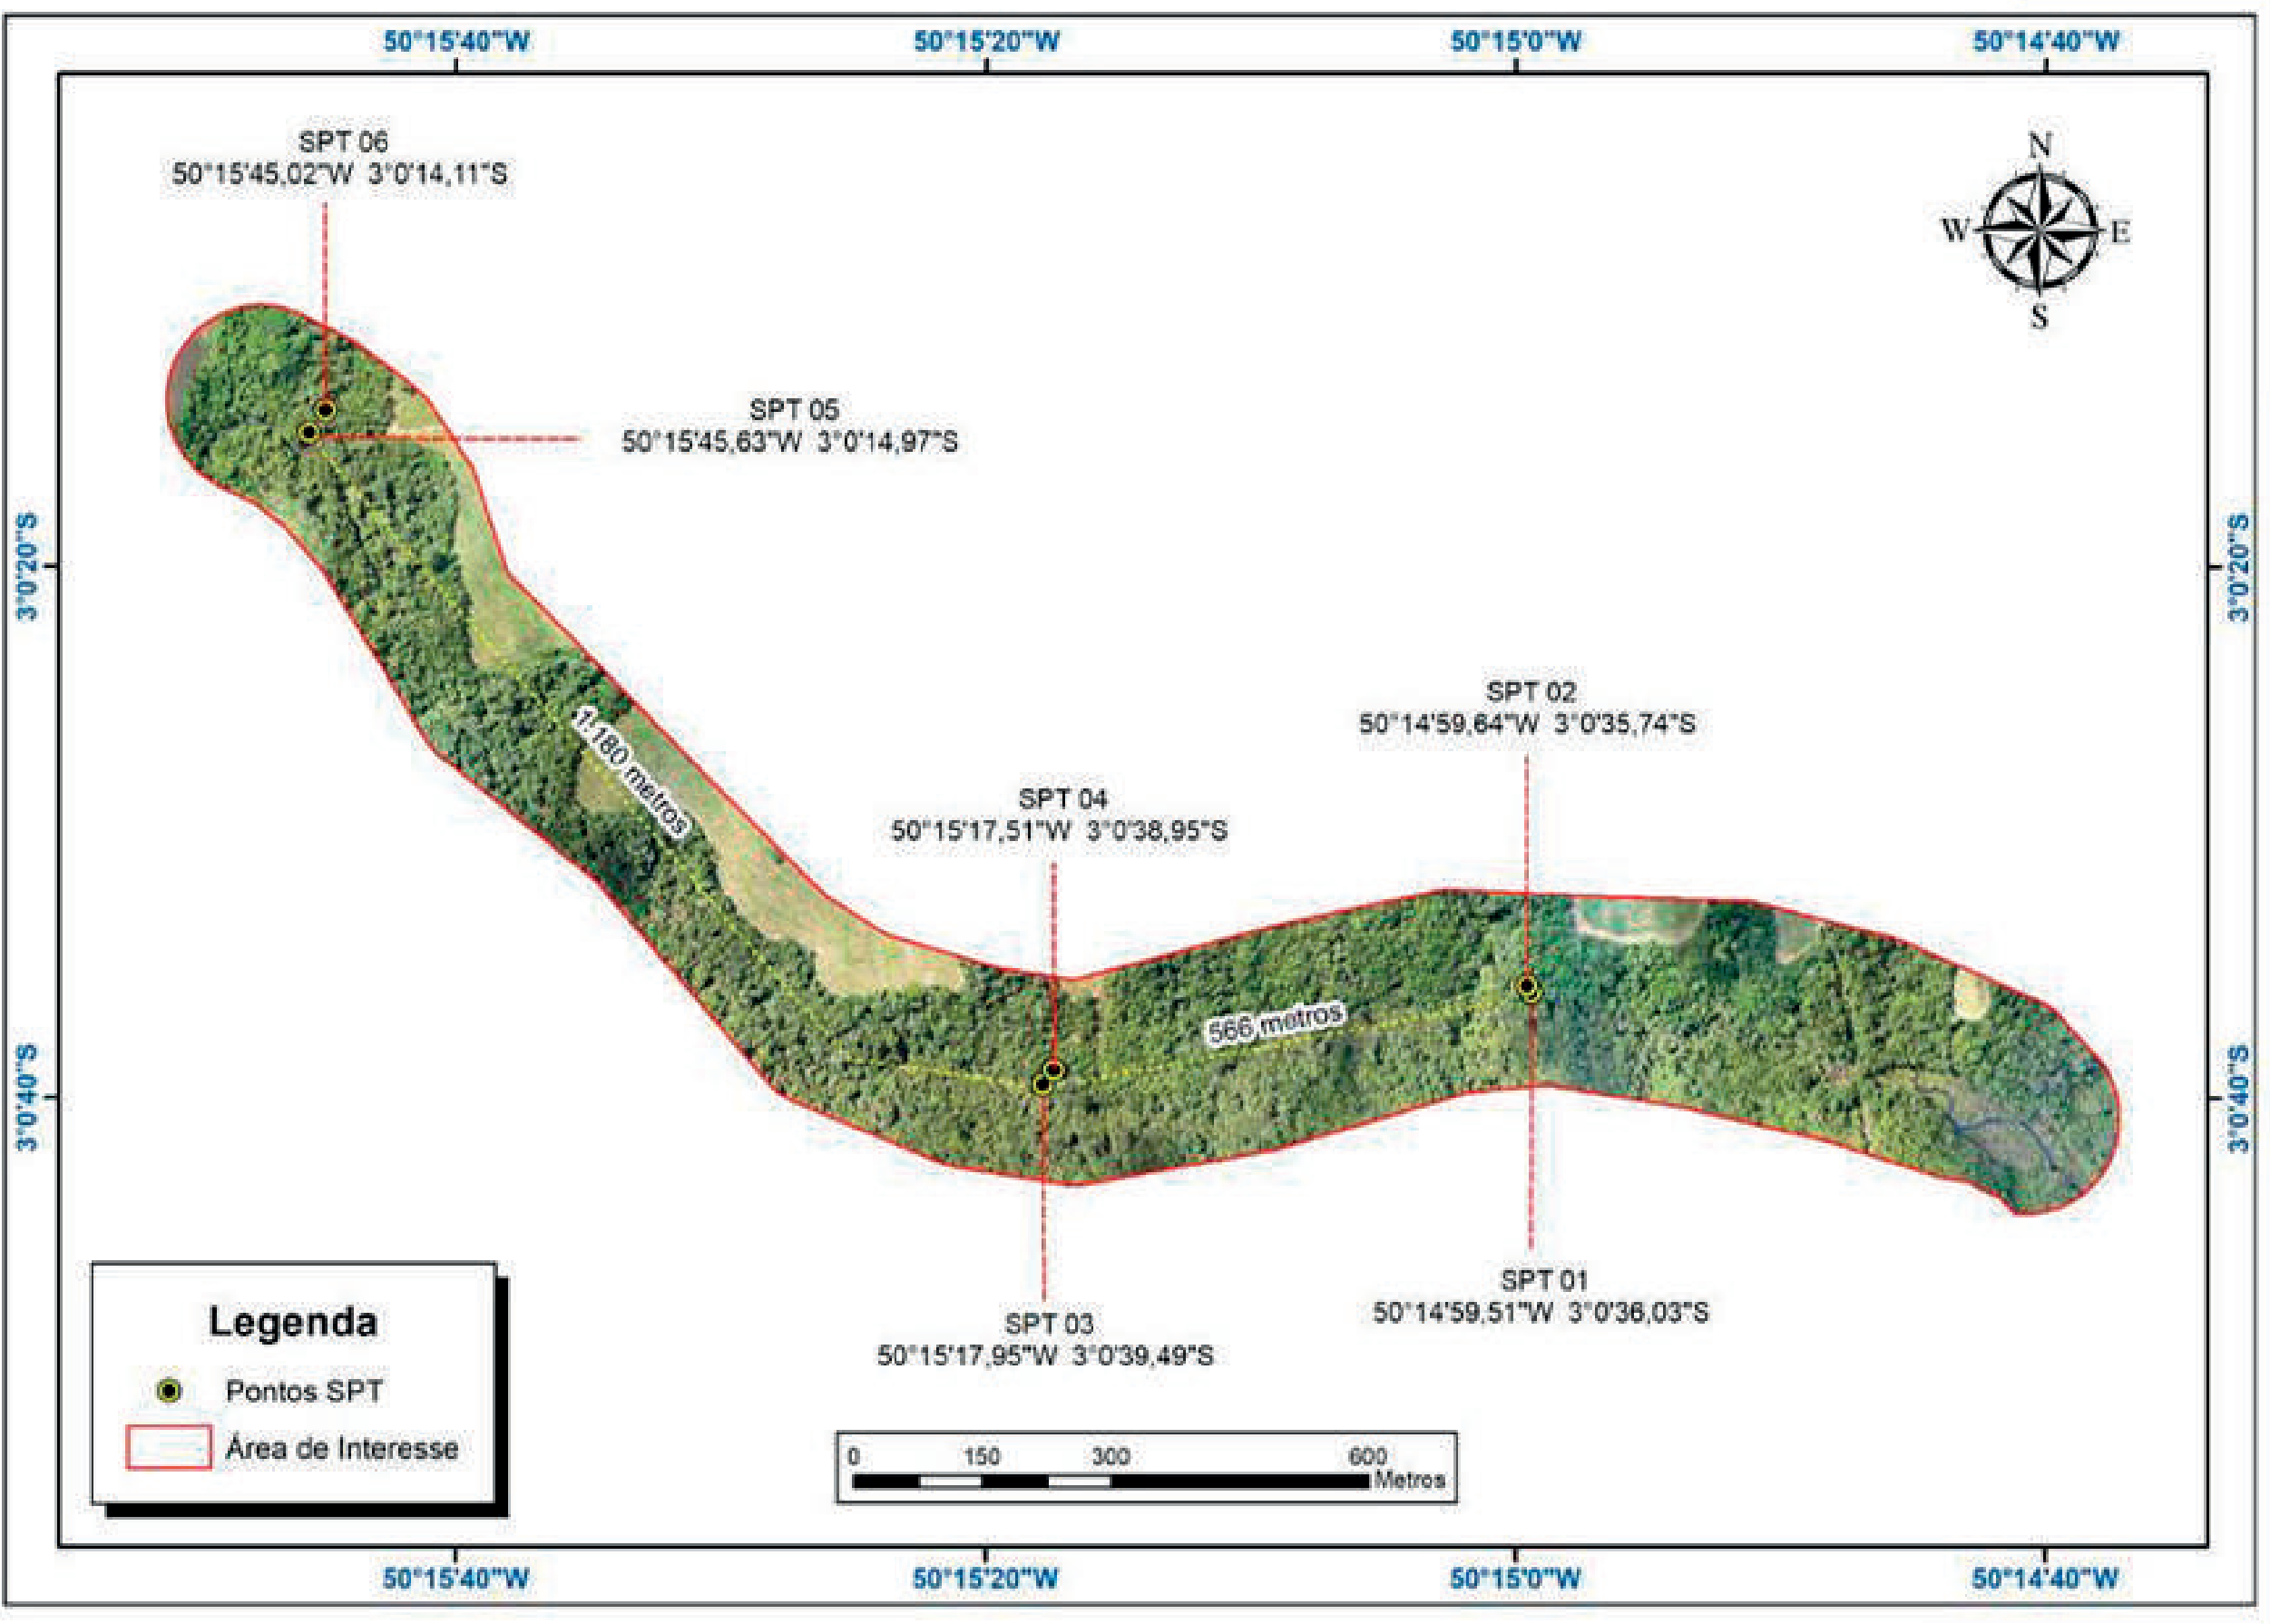 50°15'40"W 50°15'20"W 50°15'0"W 50°14'40"W
N
W E
S
SPT 06
50°15'45,02"W 3°0'14,11"S
SPT 05
50°15'45,63"W 3°0'14,97"S
3°0'20"S
3°0'20"S
SPT 02
50°14'59,64"W 3°0'35,74"S
1.180 metros
SPT 04
50°15'17,51"W 3°0'38,95"S
566 metros
3°0'40"S
3°0'40"S
SPT 01
50°14'59,51"W 3°0'36,03"S
SPT 03
50°15'17,95"W 3°0'39,49"S
Legenda
Pontos SPT
Área de Interesse
0 150 300 600
Metros
50°15'40"W 50°15'20"W 50°15'0"W 50°14'40"W